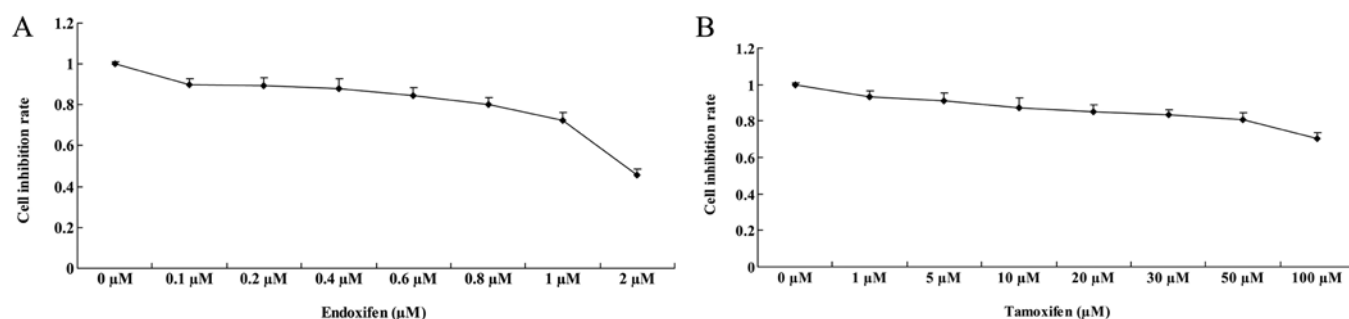 A
Cell inhibition rate
1.2
1
0.8
0.6
0.4
0.2
0
0 µM 0.1 µM 0.2 µM 0.4 µM 0.6 µM 0.8 µM 1 µM 2 µM
Endoxifen (µM)
B
Cell inhibition rate
1.2
1
0.8
0.6
0.4
0.2
0
0 µM 1 µM 5 µM 10 µM 20 µM 30 µM 50 µM 100 µM
Tamoxifen (µM)